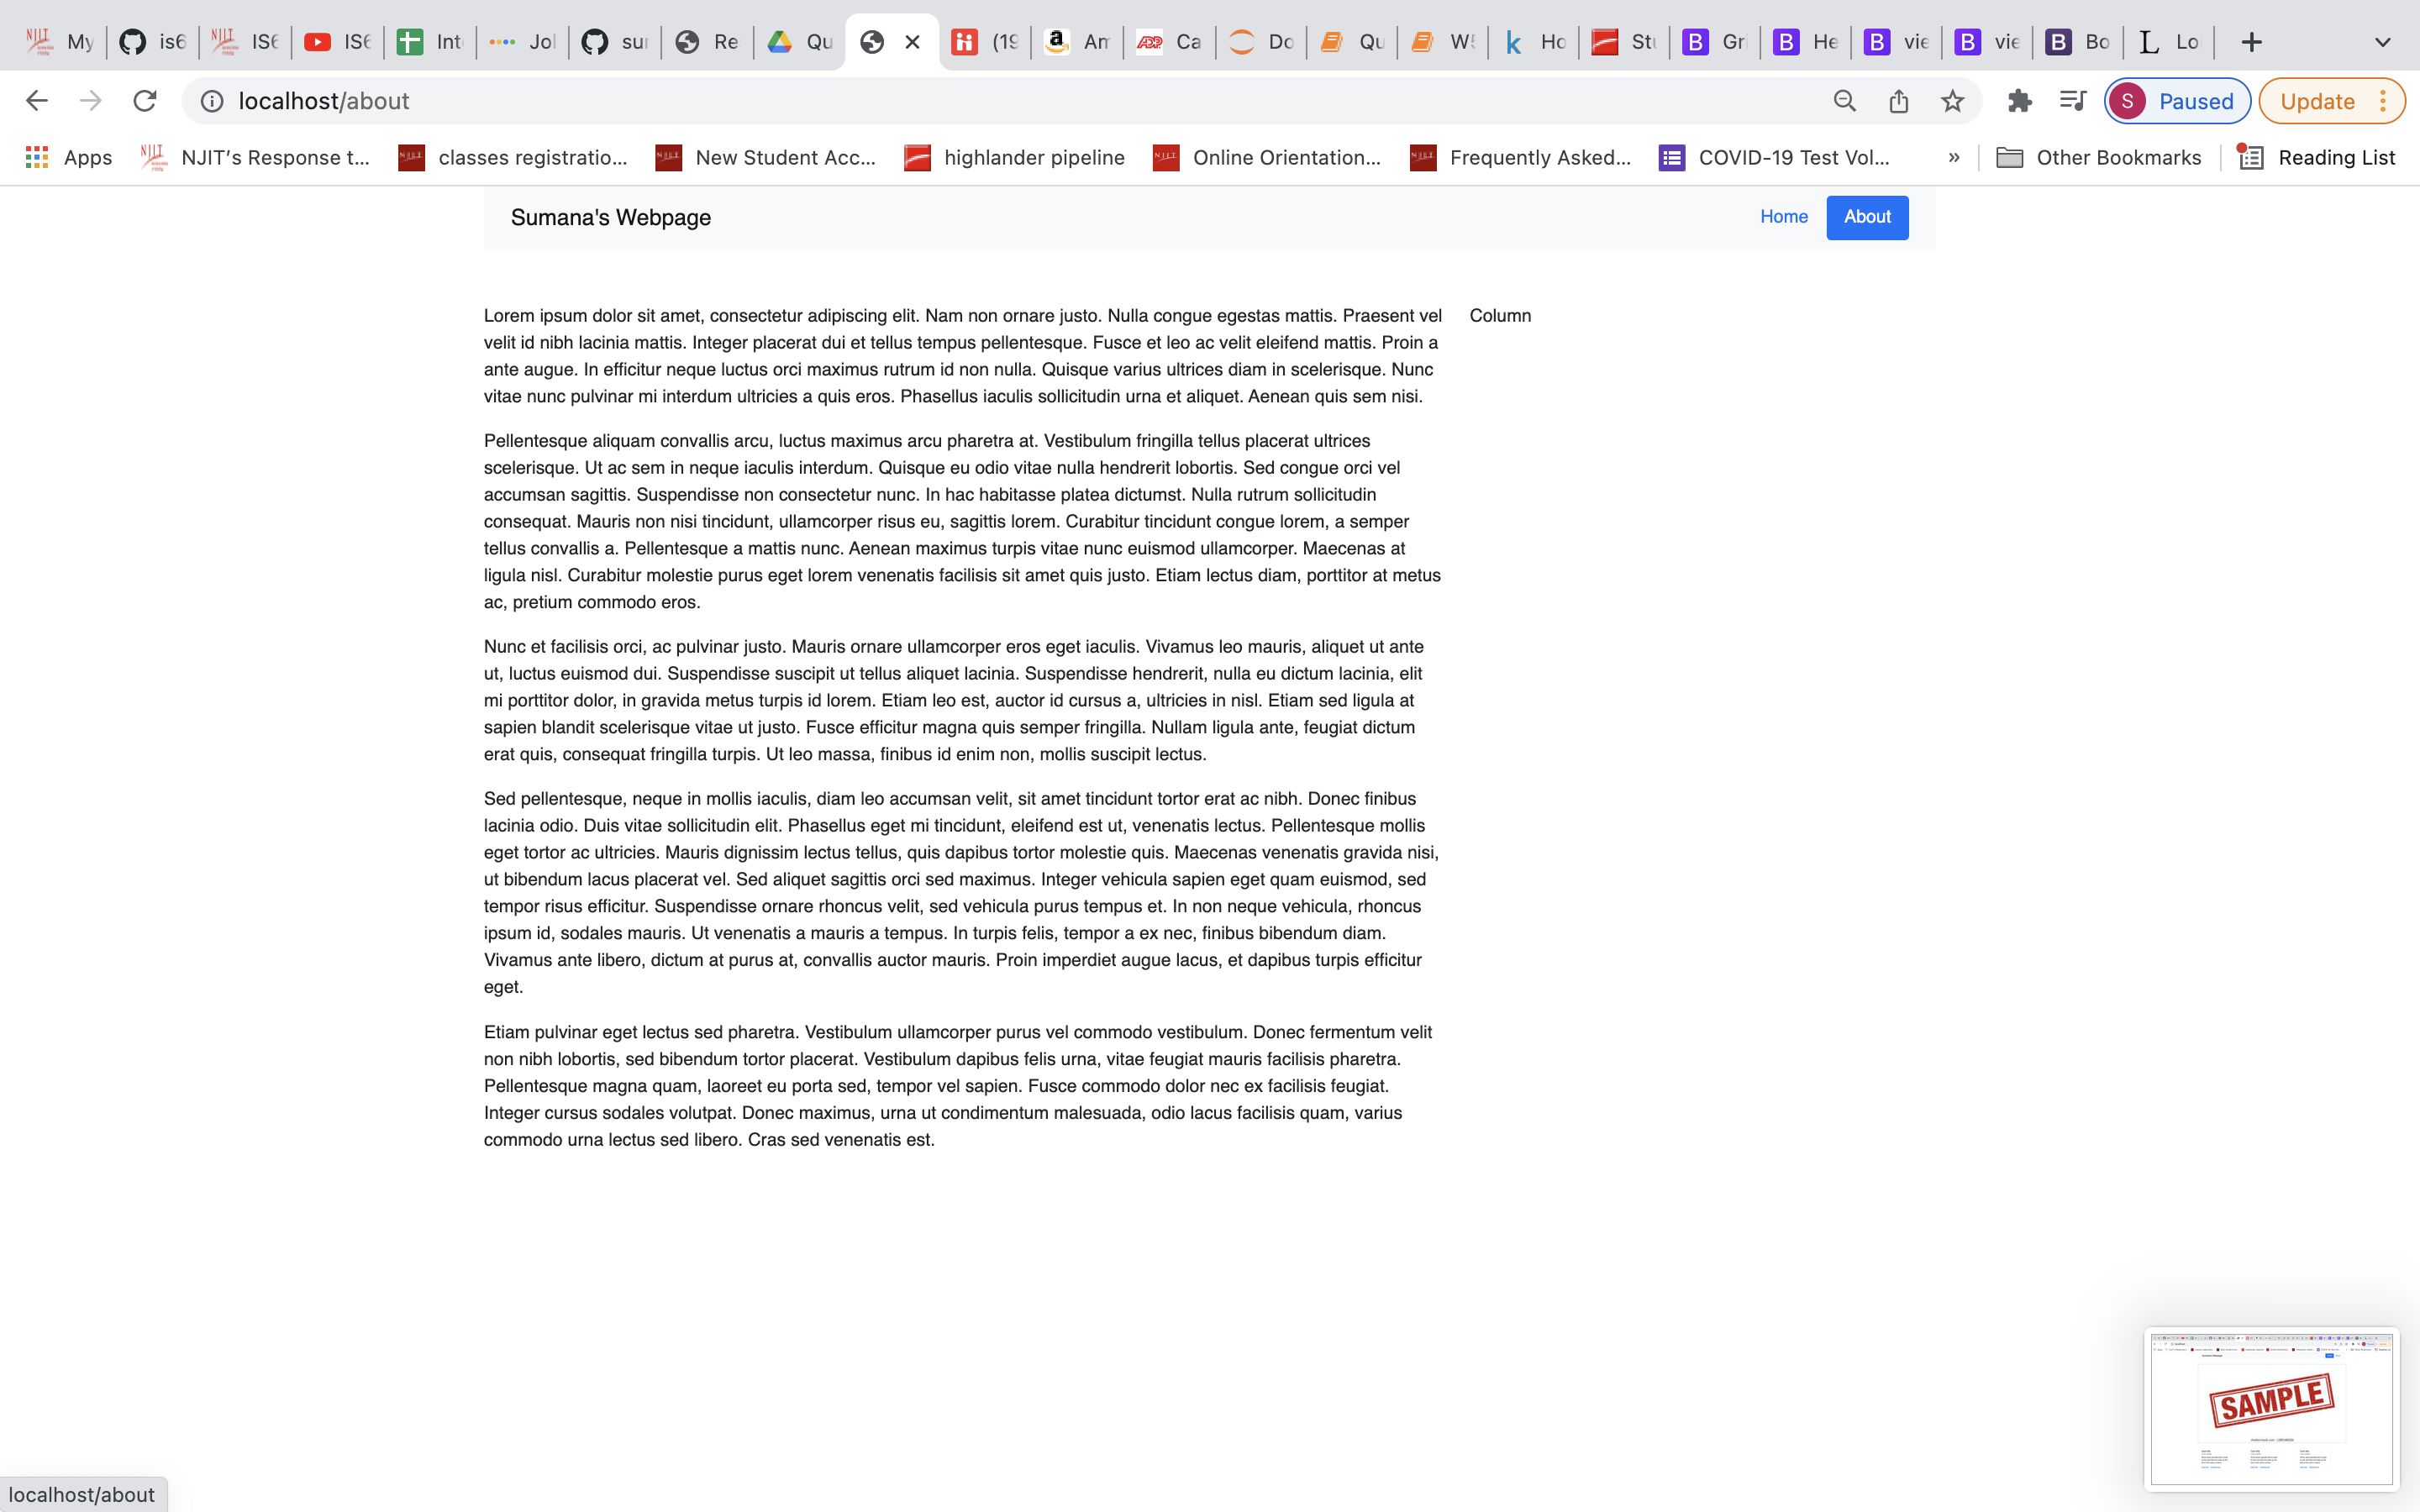 My
is6
IS6
IS6
Int
Jol
sur
Re
Qu
(19
Am
Ca
Do
Qu
W5
Ho
Stu
Gri
He
vie
vie
Bo
Lo
localhost/about
S Paused
Update
Apps
NJIT's Response t...
classes registratio...
New Student Acc...
highlander pipeline
Online Orientation...
Frequently Asked...
COVID-19 Test Vol...
»
Other Bookmarks
Reading List
Sumana's Webpage
Home
About
Lorem ipsum dolor sit amet, consectetur adipiscing elit. Nam non ornare justo. Nulla congue egestas mattis. Praesent vel
velit id nibh lacinia mattis. Integer placerat dui et tellus tempus pellentesque. Fusce et leo ac velit eleifend mattis. Proin a
ante augue. In efficitur neque luctus orci maximus rutrum id non nulla. Quisque varius ultrices diam in scelerisque. Nunc
vitae nunc pulvinar mi interdum ultricies a quis eros. Phasellus iaculis sollicitudin urna et aliquet. Aenean quis sem nisi.
Column
Pellentesque aliquam convallis arcu, luctus maximus arcu pharetra at. Vestibulum fringilla tellus placerat ultrices
scelerisque. Ut ac sem in neque iaculis interdum. Quisque eu odio vitae nulla hendrerit lobortis. Sed congue orci vel
accumsan sagittis. Suspendisse non consectetur nunc. In hac habitasse platea dictumst. Nulla rutrum sollicitudin
consequat. Mauris non nisi tincidunt, ullamcorper risus eu, sagittis lorem. Curabitur tincidunt congue lorem, a semper
tellus convallis a. Pellentesque a mattis nunc. Aenean maximus turpis vitae nunc euismod ullamcorper. Maecenas at
ligula nisl. Curabitur molestie purus eget lorem venenatis facilisis sit amet quis justo. Etiam lectus diam, porttitor at metus
ac, pretium commodo eros.
Nunc et facilisis orci, ac pulvinar justo. Mauris ornare ullamcorper eros eget iaculis. Vivamus leo mauris, aliquet ut ante
ut, luctus euismod dui. Suspendisse suscipit ut tellus aliquet lacinia. Suspendisse hendrerit, nulla eu dictum lacinia, elit
mi porttitor dolor, in gravida metus turpis id lorem. Etiam leo est, auctor id cursus a, ultricies in nisl. Etiam sed ligula at
sapien blandit scelerisque vitae ut justo. Fusce efficitur magna quis semper fringilla. Nullam ligula ante, feugiat dictum
erat quis, consequat fringilla turpis. Ut leo massa, finibus id enim non, mollis suscipit lectus.
Sed pellentesque, neque in mollis iaculis, diam leo accumsan velit, sit amet tincidunt tortor erat ac nibh. Donec finibus
lacinia odio. Duis vitae sollicitudin elit. Phasellus eget mi tincidunt, eleifend est ut, venenatis lectus. Pellentesque mollis
eget tortor ac ultricies. Mauris dignissim lectus tellus, quis dapibus tortor molestie quis. Maecenas venenatis gravida nisi,
ut bibendum lacus placerat vel. Sed aliquet sagittis orci sed maximus. Integer vehicula sapien eget quam euismod, sed
tempor risus efficitur. Suspendisse ornare rhoncus velit, sed vehicula purus tempus et. In non neque vehicula, rhoncus
ipsum id, sodales mauris. Ut venenatis a mauris a tempus. In turpis felis, tempor a ex nec, finibus bibendum diam.
Vivamus ante libero, dictum at purus at, convallis auctor mauris. Proin imperdiet augue lacus, et dapibus turpis efficitur
eget.
Etiam pulvinar eget lectus sed pharetra. Vestibulum ullamcorper purus vel commodo vestibulum. Donec fermentum velit
non nibh lobortis, sed bibendum tortor placerat. Vestibulum dapibus felis urna, vitae feugiat mauris facilisis pharetra.
Pellentesque magna quam, laoreet eu porta sed, tempor vel sapien. Fusce commodo dolor nec ex facilisis feugiat.
Integer cursus sodales volutpat. Donec maximus, urna ut condimentum malesuada, odio lacus facilisis quam, varius
commodo urna lectus sed libero. Cras sed venenatis est.
SAMPLE
localhost/about